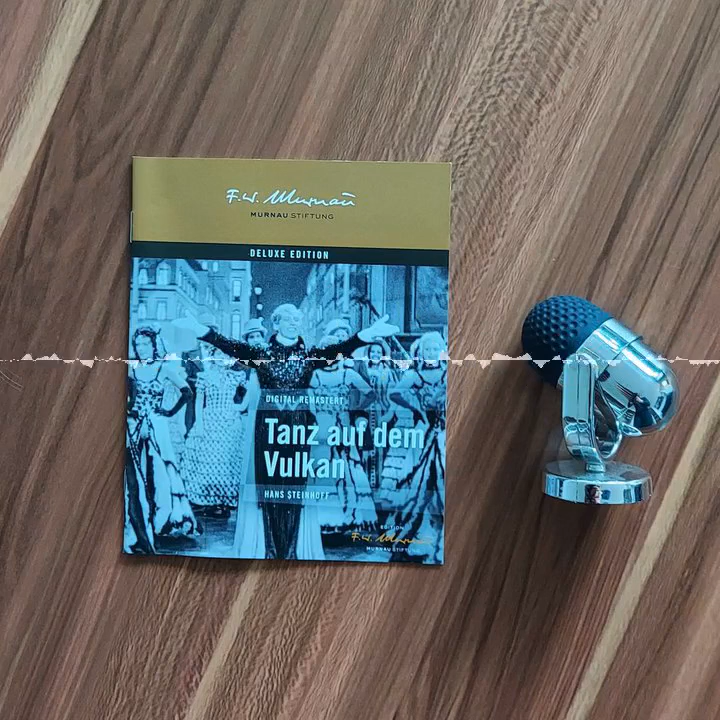 F.W. Murnau
MURNAU STIFTUNG
DELUXE EDITION
DIGITAL REMASTERT
Tanz auf dem
Vulkan
HANS STEINHOFF
EDITION
F.W. Murnau
MURNAU STIFTUNG